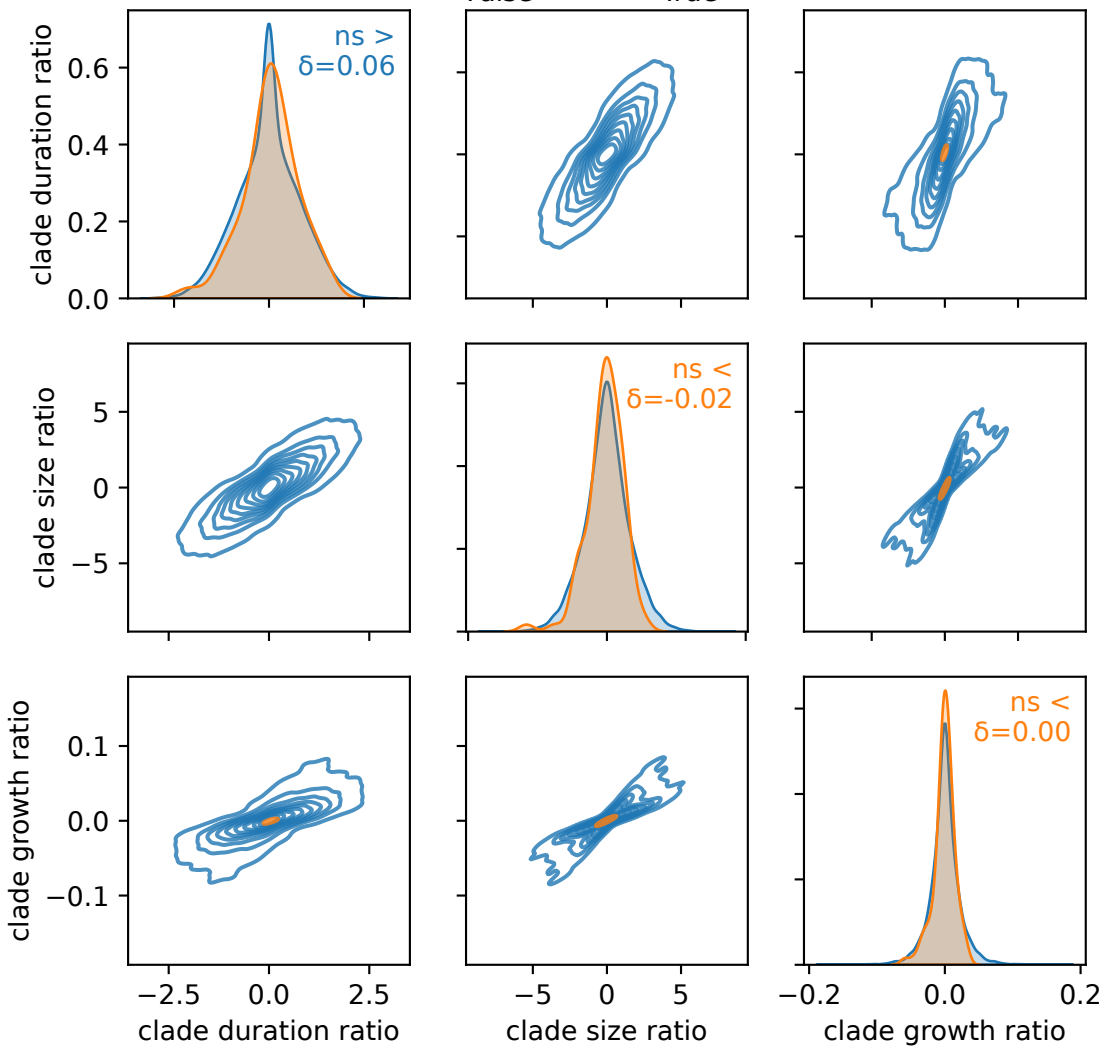 clade duration ratio
0.6
0.4
0.2
0.0
ns >
δ=0.06
clade size ratio
5
0
−5
ns <
δ=-0.02
clade growth ratio
0.1
0.0
−0.1
ns <
δ=0.00
−2.5
0.0
2.5
−5
0
5
−0.2
0.0
0.2
clade duration ratio
clade size ratio
clade growth ratio